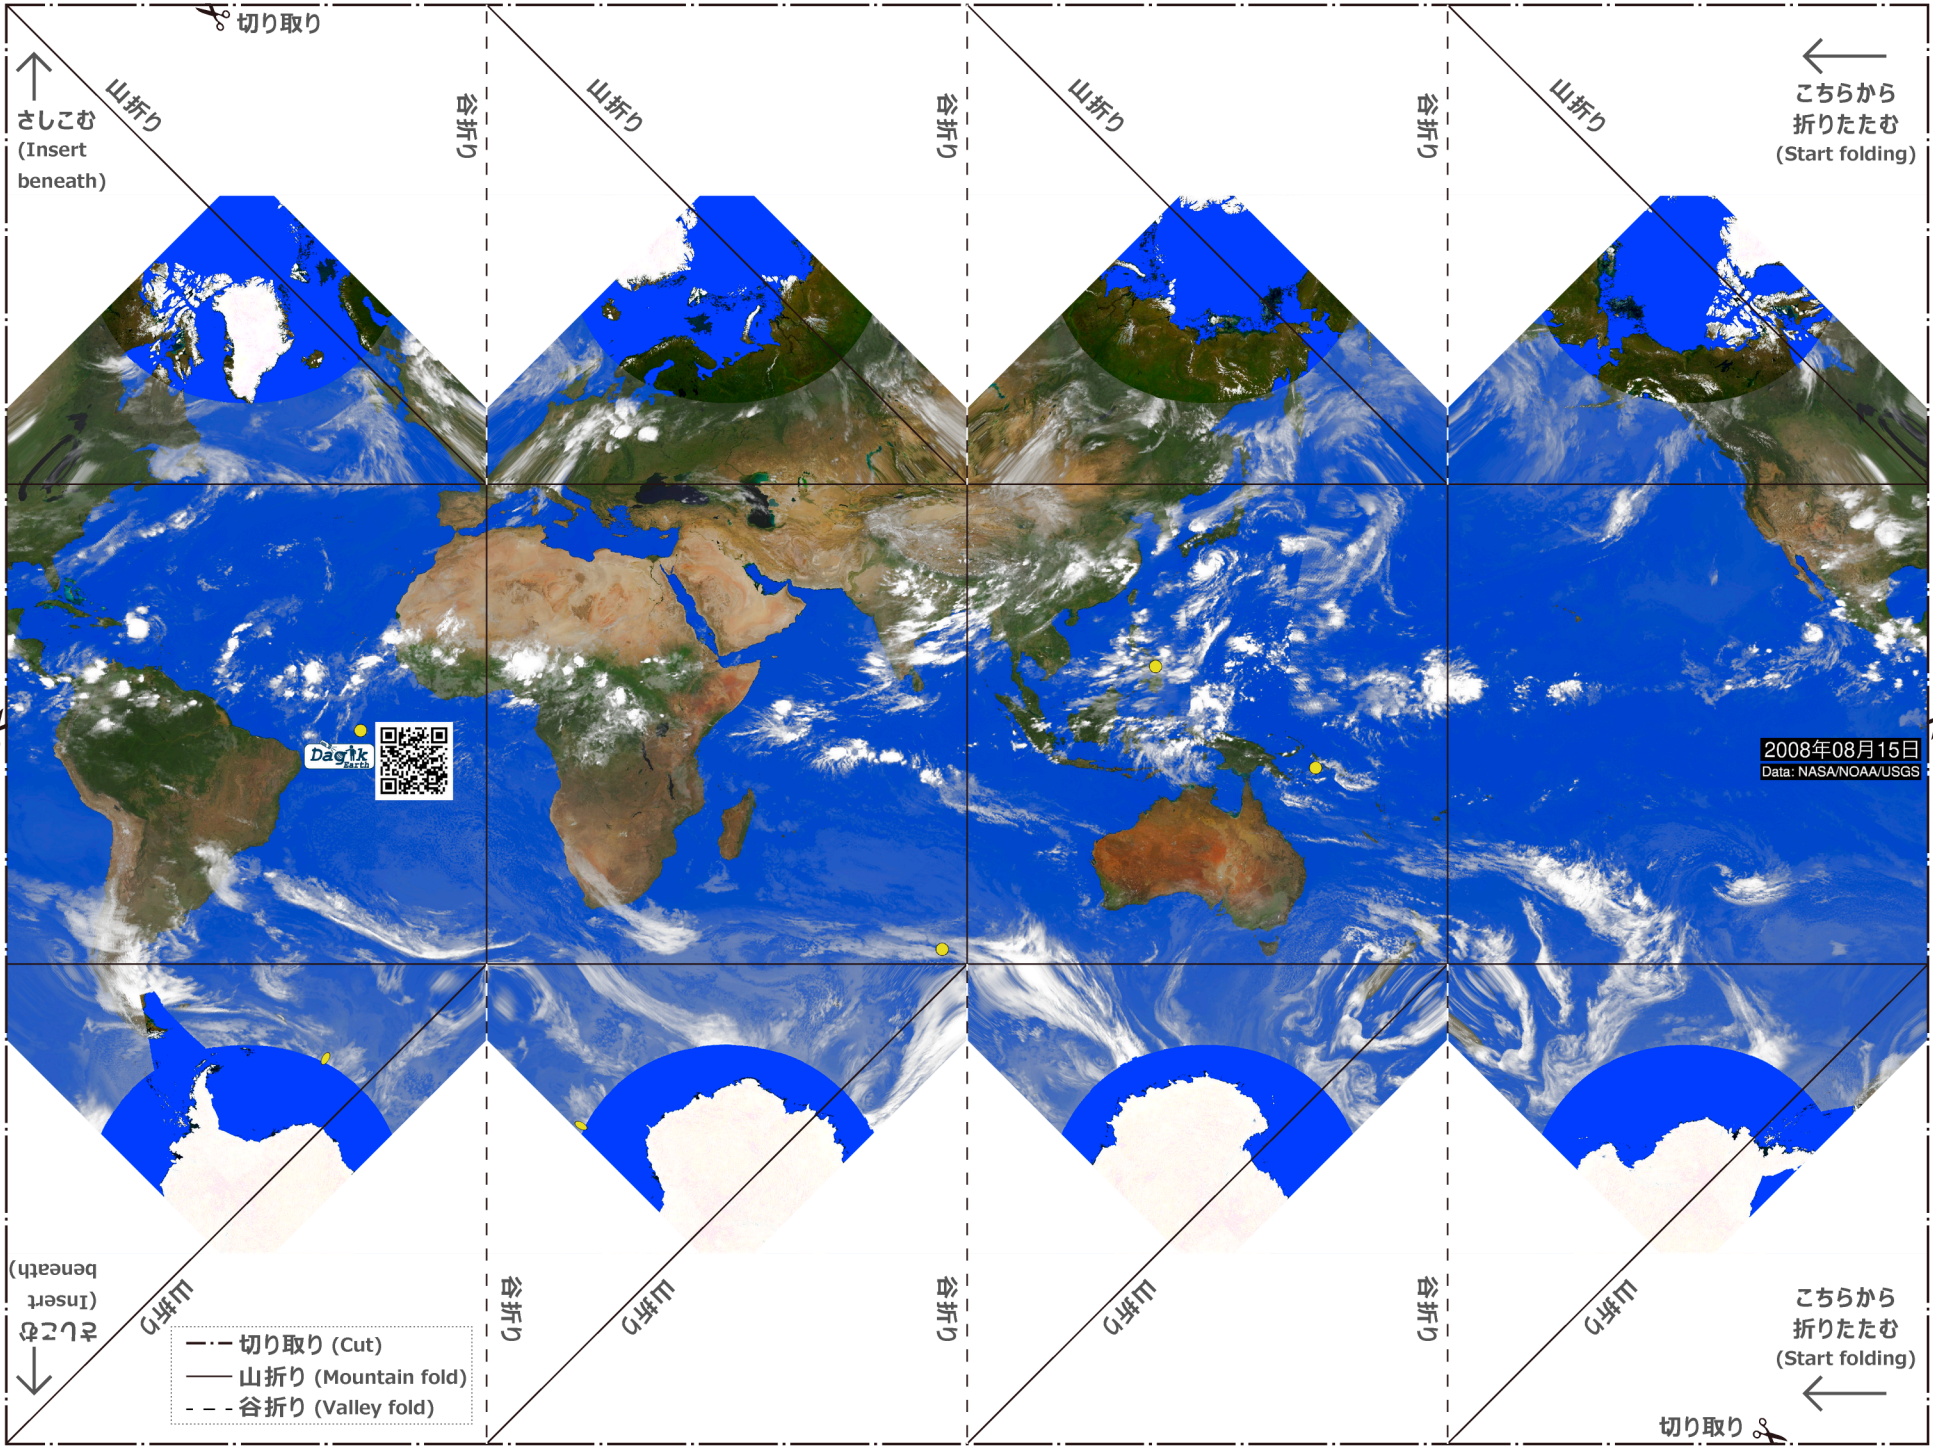 切り取り
山折り
谷折り
山折り
谷折り
山折り
谷折り
山折り
さしこむ
(Insert
beneath)
こちらから
折りたたむ
(Start folding)
Dagik
Earth
2008年08月15日
Data: NASA/NOAA/USGS
さしこむ
(Insert
beneath)
山折り
谷折り
山折り
谷折り
山折り
谷折り
山折り
こちらから
折りたたむ
(Start folding)
切り取り (Cut)
山折り (Mountain fold)
谷折り (Valley fold)
切り取り